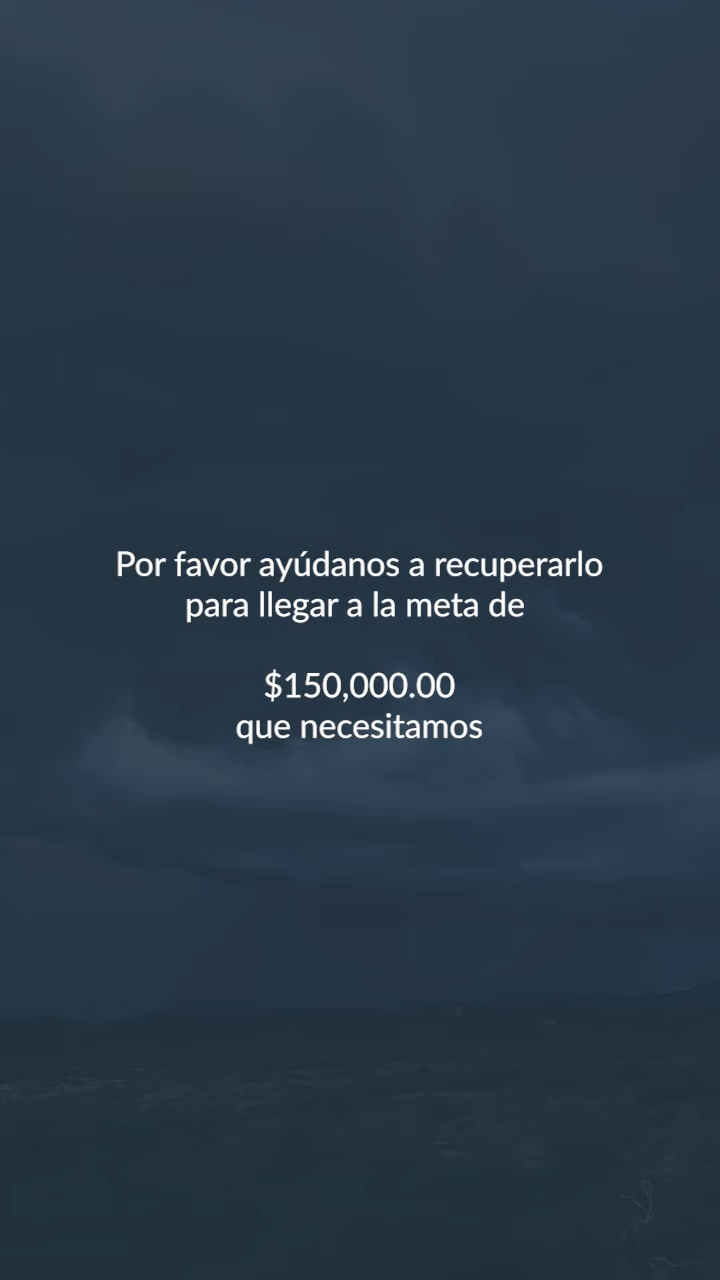 Por favor ayúdanos a recuperarlo
para llegar a la meta de
$150,000.00
que necesitamos